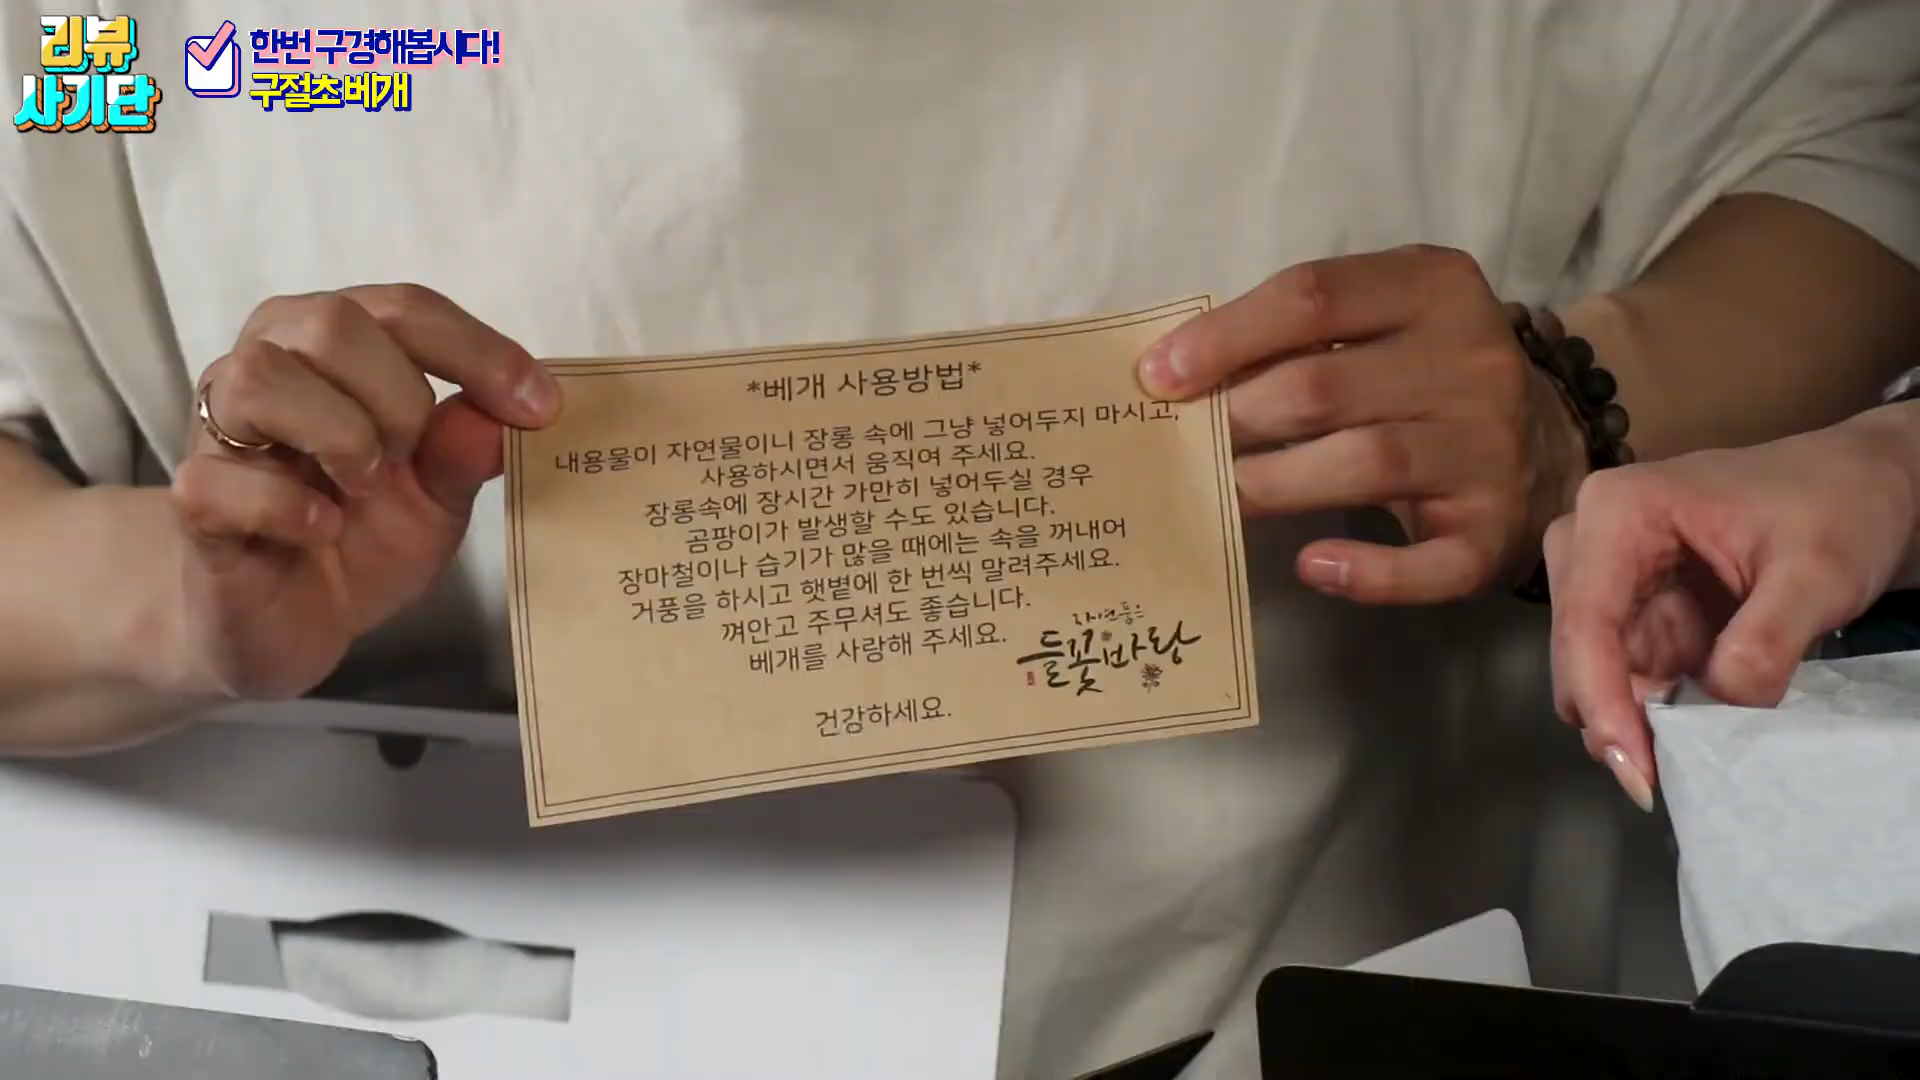 리뷰
사기단
한번 구경해봅시다!
구절초 베개
*베개 사용방법*
내용물이 자연물이니 장롱 속에 그냥 넣어두지 마시고,
사용하시면서 움직여 주세요.
장롱속에 장시간 가만히 넣어두실 경우
곰팡이가 발생할 수도 있습니다.
장마철이나 습기가 많을 때에는 속을 꺼내어
거풍을 하시고 햇볕에 한 번씩 말려주세요.
껴안고 주무셔도 좋습니다.
베개를 사랑해 주세요.
자연품은
들꽃바랑
건강하세요.